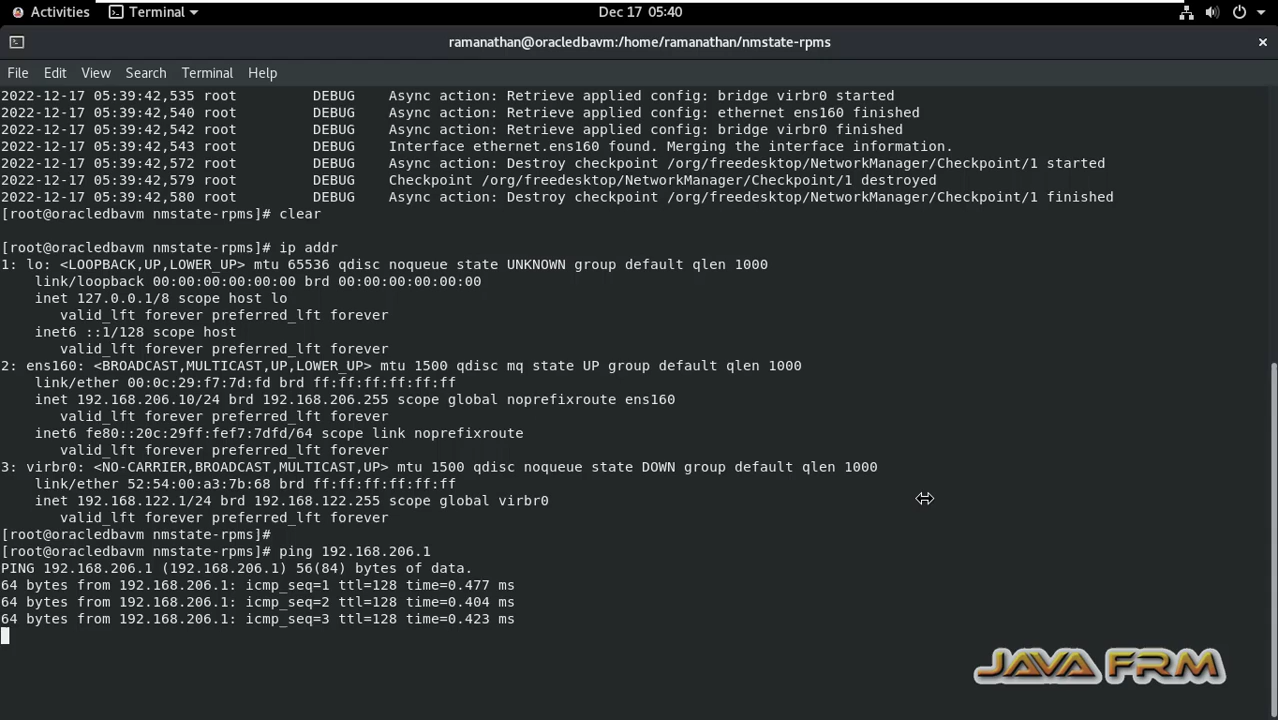 Activities Terminal Dec 17 05:40
ramanathan@oracledbavm:/home/ramanathan/nmstate-rpms
File Edit View Search Terminal Help
2022-12-17 05:39:42,535 root         DEBUG    Async action: Retrieve applied config: bridge virbr0 started
2022-12-17 05:39:42,540 root         DEBUG    Async action: Retrieve applied config: ethernet ens160 finished
2022-12-17 05:39:42,542 root         DEBUG    Async action: Retrieve applied config: bridge virbr0 finished
2022-12-17 05:39:42,543 root         DEBUG    Interface ethernet.ens160 found. Merging the interface information.
2022-12-17 05:39:42,572 root         DEBUG    Async action: Destroy checkpoint /org/freedesktop/NetworkManager/Checkpoint/1 started
2022-12-17 05:39:42,579 root         DEBUG    Checkpoint /org/freedesktop/NetworkManager/Checkpoint/1 destroyed
2022-12-17 05:39:42,580 root         DEBUG    Async action: Destroy checkpoint /org/freedesktop/NetworkManager/Checkpoint/1 finished
[root@oracledbavm nmstate-rpms]# clear
[root@oracledbavm nmstate-rpms]# ip addr
1: lo: <LOOPBACK,UP,LOWER_UP> mtu 65536 qdisc noqueue state UNKNOWN group default qlen 1000
    link/loopback 00:00:00:00:00:00 brd 00:00:00:00:00:00
    inet 127.0.0.1/8 scope host lo
       valid_lft forever preferred_lft forever
    inet6 ::1/128 scope host
       valid_lft forever preferred_lft forever
2: ens160: <BROADCAST,MULTICAST,UP,LOWER_UP> mtu 1500 qdisc mq state UP group default qlen 1000
    link/ether 00:0c:29:f7:7d:fd brd ff:ff:ff:ff:ff:ff
    inet 192.168.206.10/24 brd 192.168.206.255 scope global noprefixroute ens160
       valid_lft forever preferred_lft forever
    inet6 fe80::20c:29ff:fef7:7dfd/64 scope link noprefixroute
       valid_lft forever preferred_lft forever
3: virbr0: <NO-CARRIER,BROADCAST,MULTICAST,UP> mtu 1500 qdisc noqueue state DOWN group default qlen 1000
    link/ether 52:54:00:a3:7b:68 brd ff:ff:ff:ff:ff:ff
    inet 192.168.122.1/24 brd 192.168.122.255 scope global virbr0
       valid_lft forever preferred_lft forever
[root@oracledbavm nmstate-rpms]#
[root@oracledbavm nmstate-rpms]# ping 192.168.206.1
PING 192.168.206.1 (192.168.206.1) 56(84) bytes of data.
64 bytes from 192.168.206.1: icmp_seq=1 ttl=128 time=0.477 ms
64 bytes from 192.168.206.1: icmp_seq=2 ttl=128 time=0.404 ms
64 bytes from 192.168.206.1: icmp_seq=3 ttl=128 time=0.423 ms
JAVA FRM